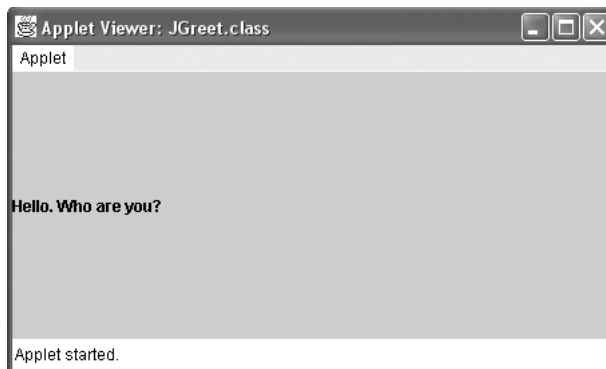 Applet Viewer: JGreet.class
Applet
Hello. Who are you?
Applet started.